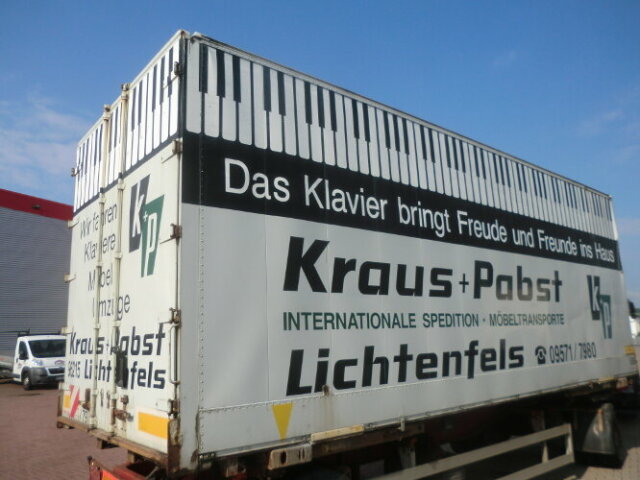 Wir fahren
Klaviere
Möbel
Umzüge
Kraus+Pabst
96215 Lichtenfels
K+P
Das Klavier bringt Freude und Freunde ins Haus
Kraus+Pabst
INTERNATIONALE SPEDITION · MÖBELTRANSPORTE
Lichtenfels ☎ 09571/7980
K+P